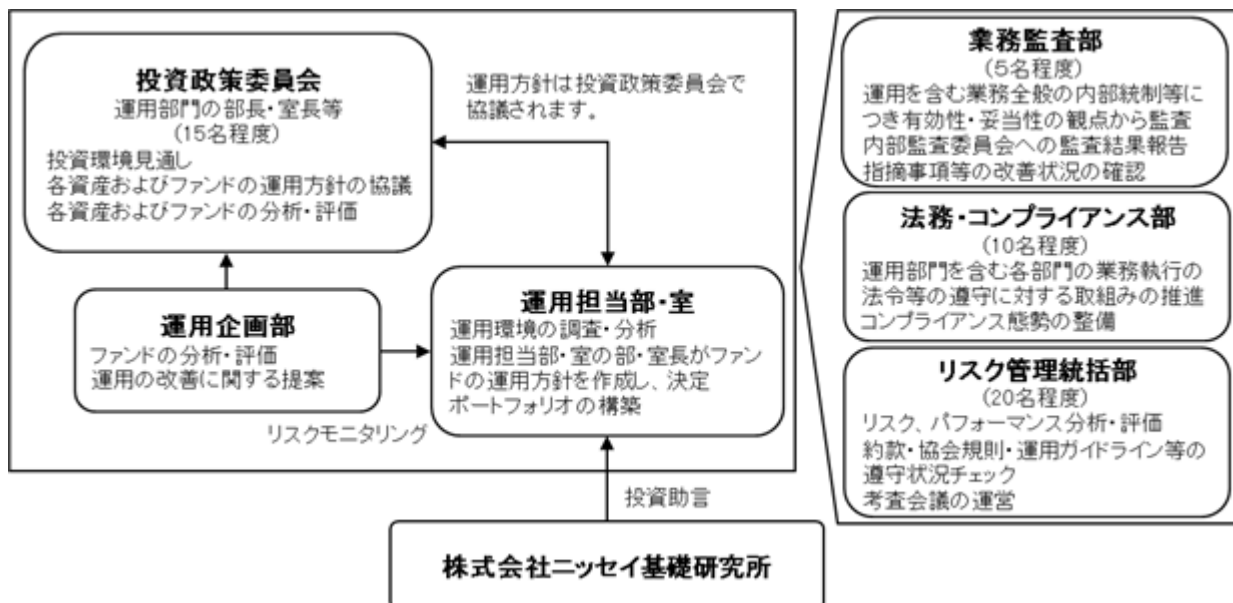 投資政策委員会
運用部門の部長・室長等
(15名程度)
投資環境見通し
各資産およびファンドの運用方針の協議
各資産およびファンドの分析・評価
運用方針は投資政策委員会で
協議されます。
運用企画部
ファンドの分析・評価
運用の改善に関する提案
リスクモニタリング
運用担当部・室
運用環境の調査・分析
運用担当部・室の部・室長がファン
ドの運用方針を作成し、決定
ポートフォリオの構築
投資助言
株式会社ニッセイ基礎研究所
業務監査部
(5名程度)
運用を含む業務全般の内部統制等に
つき有効性・妥当性の観点から監査
内部監査委員会への監査結果報告
指摘事項等の改善状況の確認
法務・コンプライアンス部
(10名程度)
運用部門を含む各部門の業務執行の
法令等の遵守に対する取組みの推進
コンプライアンス態勢の整備
リスク管理統括部
(20名程度)
リスク、パフォーマンス分析・評価
約款・協会規則・運用ガイドライン等の
遵守状況チェック
考査会議の運営